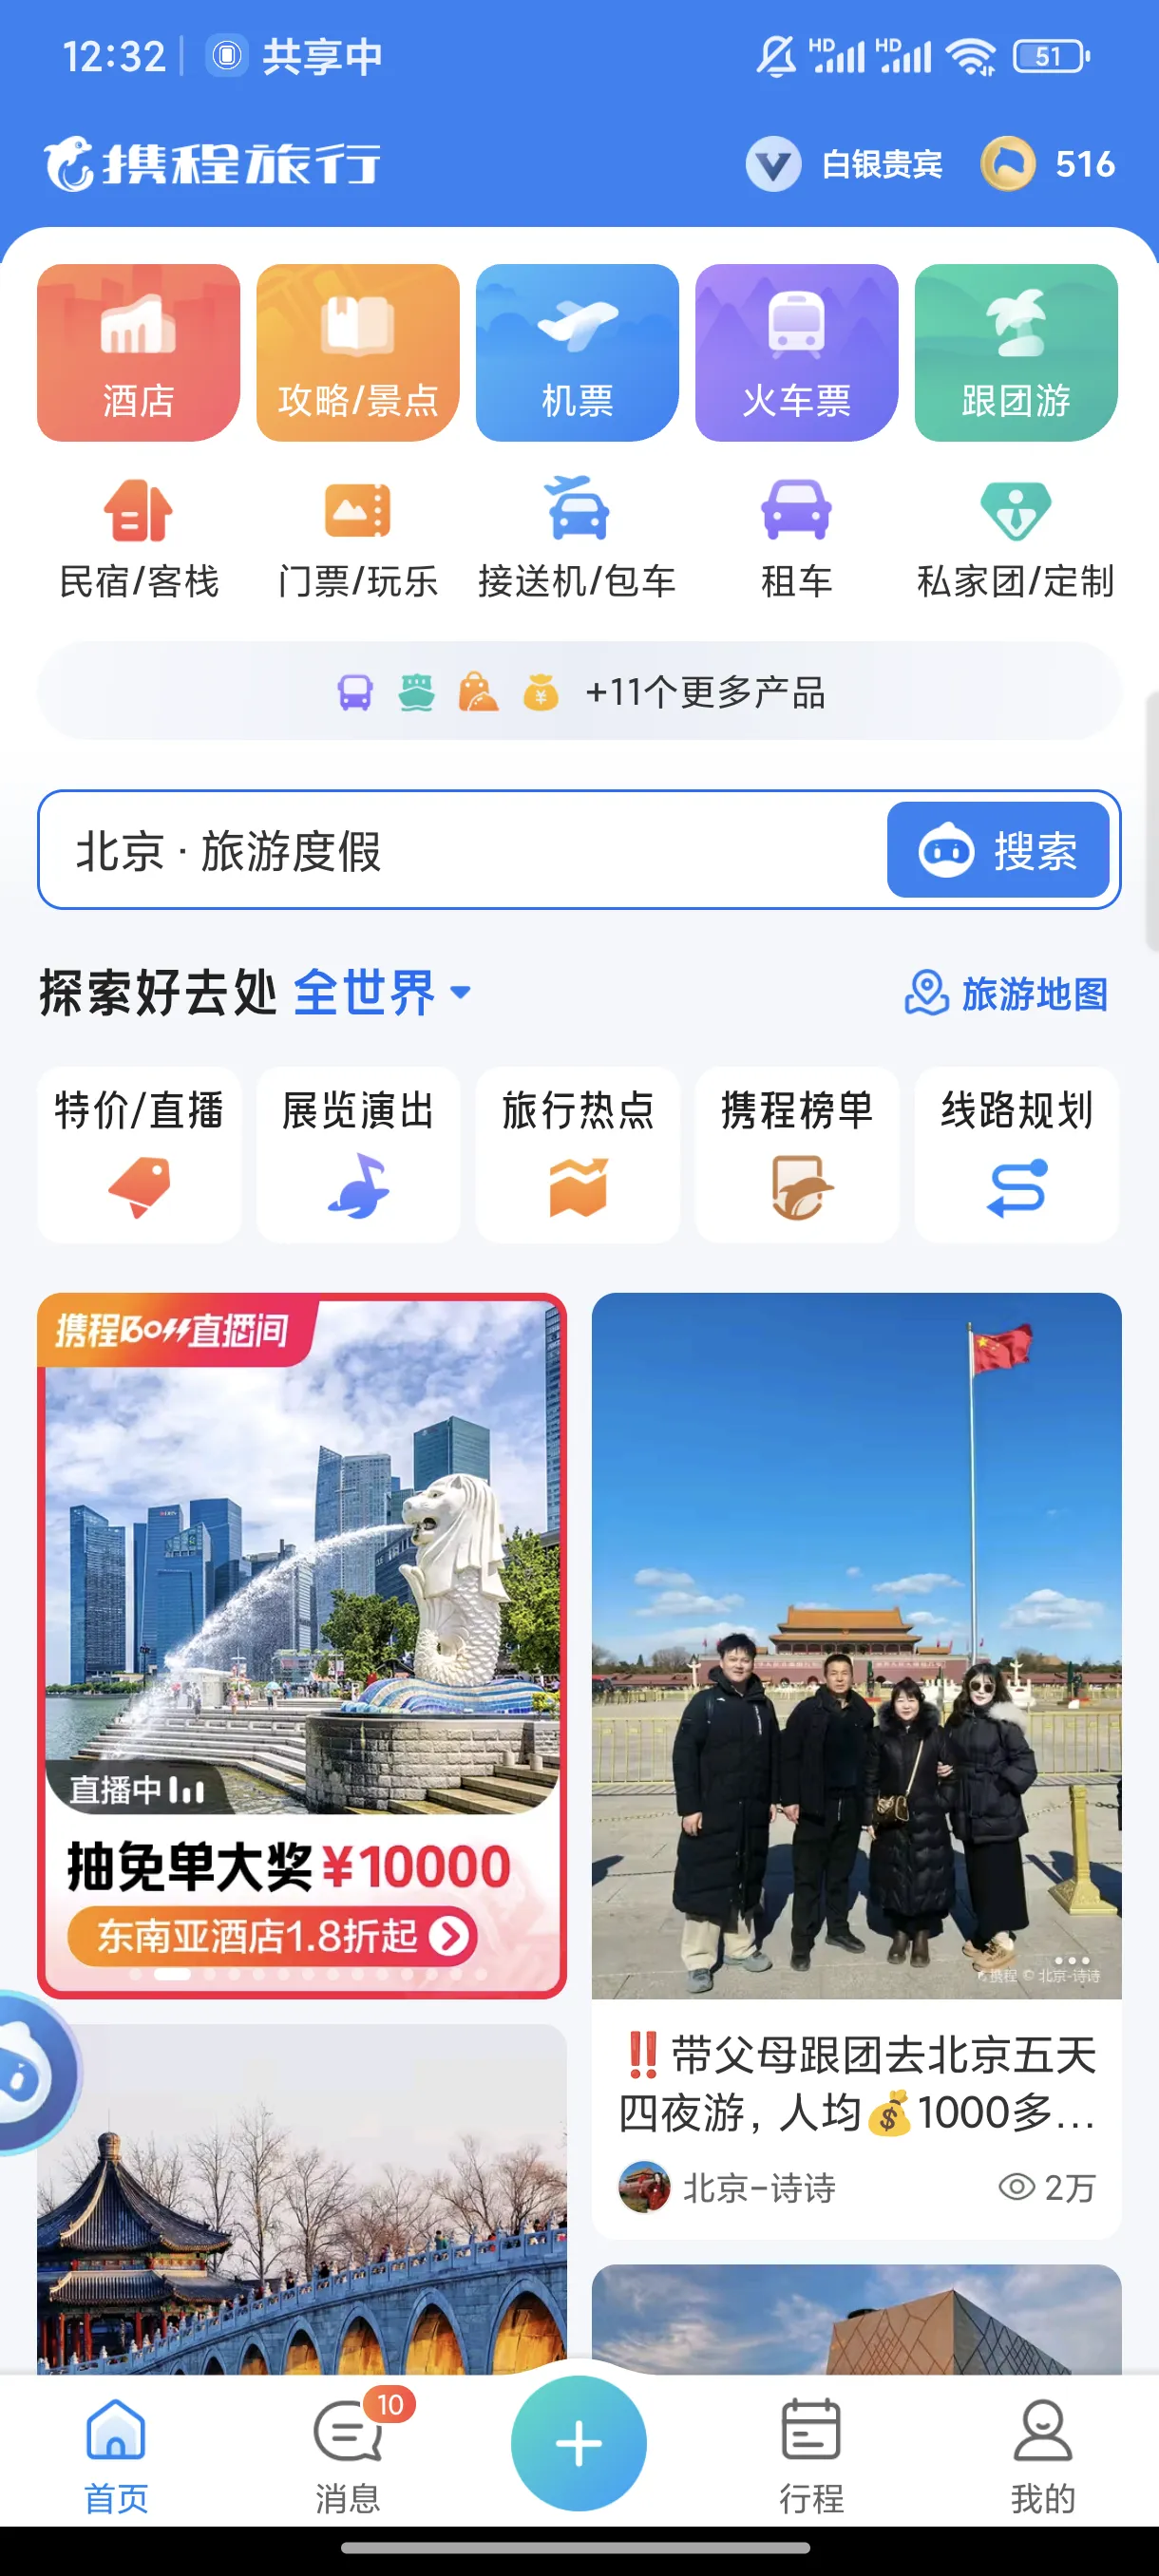 12:32 共享中 HD HD 51
携程旅行 白银贵宾 516
酒店 攻略/景点 机票 火车票 跟团游
民宿/客栈 门票/玩乐 接送机/包车 租车 私家团/定制
+11个更多产品
北京 · 旅游度假 搜索
探索好去处 全世界 旅游地图
特价/直播 展览演出 旅行热点 携程榜单 线路规划
携程Boss直播间
直播中
抽免单大奖¥10000
东南亚酒店1.8折起
携程 © 北京-诗诗
‼️带父母跟团去北京五天
四夜游，人均💰1000多...
北京-诗诗 2万
首页 消息 10 行程 我的